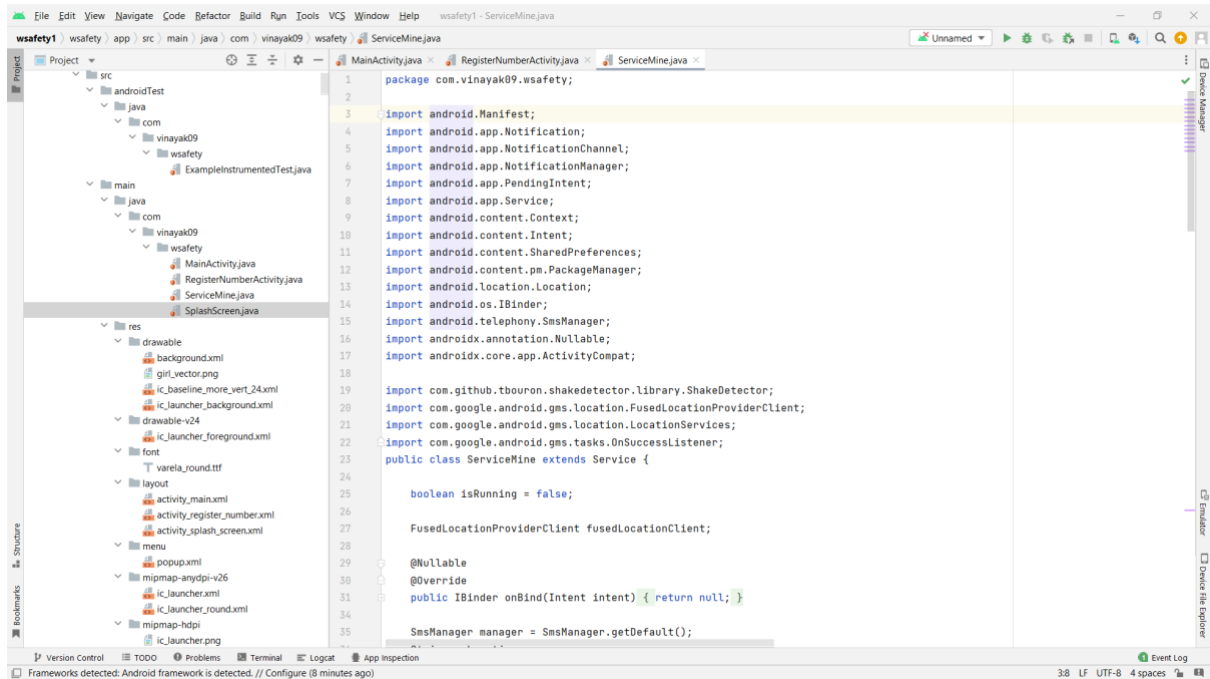 File Edit View Navigate Code Refactor Build Run Tools VCS Window Help wsafety1 - ServiceMine.java
wsafety1 wsafety app src main java com vinayak09 wsafety ServiceMine.java Unnamed
Project
Project
src
androidTest
java
com
vinayak09
wsafety
ExampleInstrumentedTest.java
main
java
com
vinayak09
wsafety
MainActivity.java
RegisterNumberActivity.java
ServiceMine.java
SplashScreen.java
res
drawable
background.xml
girl_vector.png
ic_baseline_more_vert_24.xml
ic_launcher_background.xml
drawable-v24
ic_launcher_foreground.xml
font
varela_round.ttf
layout
activity_main.xml
activity_register_number.xml
activity_splash_screen.xml
menu
popup.xml
mipmap-anydpi-v26
ic_launcher.xml
ic_launcher_round.xml
mipmap-hdpi
ic_launcher.png
Structure
Bookmarks
MainActivity.java RegisterNumberActivity.java ServiceMine.java
1 package com.vinayak09.wsafety;
2
3 import android.Manifest;
4 import android.app.Notification;
5 import android.app.NotificationChannel;
6 import android.app.NotificationManager;
7 import android.app.PendingIntent;
8 import android.app.Service;
9 import android.content.Context;
10 import android.content.Intent;
11 import android.content.SharedPreferences;
12 import android.content.pm.PackageManager;
13 import android.location.Location;
14 import android.os.IBinder;
15 import android.telephony.SmsManager;
16 import androidx.annotation.Nullable;
17 import androidx.core.app.ActivityCompat;
18
19 import com.github.tbouron.shakedetector.library.ShakeDetector;
20 import com.google.android.gms.location.FusedLocationProviderClient;
21 import com.google.android.gms.location.LocationServices;
22 import com.google.android.gms.tasks.OnSuccessListener;
23 public class ServiceMine extends Service {
24
25 boolean isRunning = false;
26
27 FusedLocationProviderClient fusedLocationClient;
28
29 @Nullable
30 @Override
31 public IBinder onBind(Intent intent) { return null; }
34
35 SmsManager manager = SmsManager.getDefault();
Device Manager
Emulator
Device File Explorer
Version Control TODO Problems Terminal Logcat App Inspection 1 Event Log
Frameworks detected: Android framework is detected. // Configure (8 minutes ago) 3:8 LF UTF-8 4 spaces